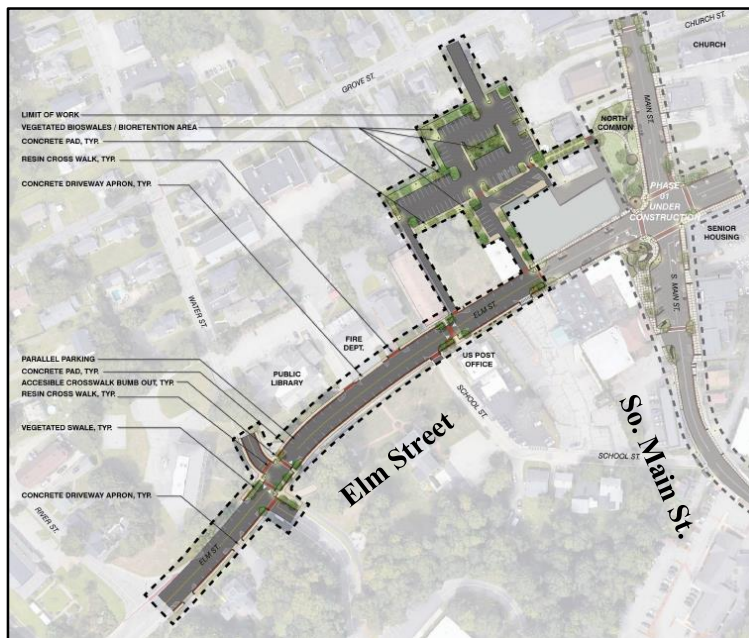 CHURCH ST.
CHURCH
GROVE ST.
MAIN ST.
LIMIT OF WORK
VEGETATED BIOSWALES / BIORETENTION AREA
CONCRETE PAD, TYP.
RESIN CROSS WALK, TYP.
CONCRETE DRIVEWAY APRON, TYP.
NORTH
COMMON
PHASE
01
UNDER
CONSTRUCTION
SENIOR
HOUSING
S. MAIN ST.
WATER ST.
ELM ST.
FIRE
DEPT.
US POST
OFFICE
PUBLIC
LIBRARY
PARALLEL PARKING
CONCRETE PAD, TYP.
ACCESIBLE CROSSWALK BUMB OUT, TYP.
RESIN CROSS WALK, TYP.
VEGETATED SWALE, TYP.
CONCRETE DRIVEWAY APRON, TYP.
SCHOOL ST.
SCHOOL ST.
Elm Street
So. Main St.
RIVER ST.
ELM ST.